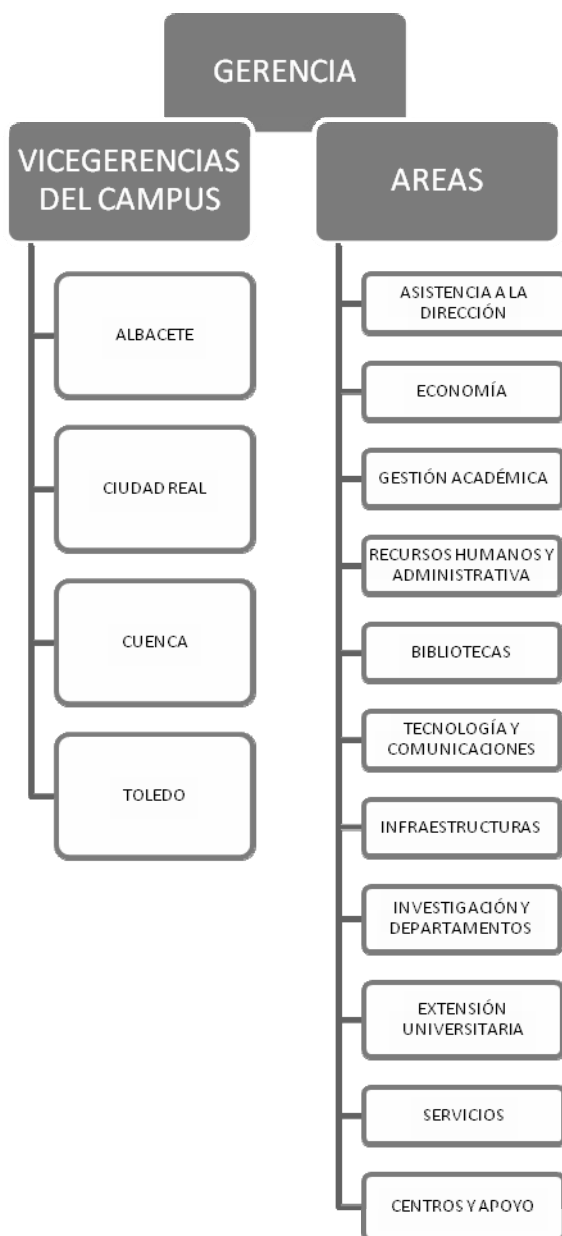 GERENCIA
VICEGERENCIAS
DEL CAMPUS
ALBACETE
CIUDAD REAL
CUENCA
TOLEDO
AREAS
ASISTENCIA A LA
DIRECCIÓN
ECONOMÍA
GESTIÓN ACADÉMICA
RECURSOS HUMANOS Y
ADMINISTRATIVA
BIBLIOTECAS
TECNOLOGÍA Y
COMUNICACIONES
INFRAESTRUCTURAS
INVESTIGACIÓN Y
DEPARTAMENTOS
EXTENSIÓN
UNIVERSITARIA
SERVICIOS
CENTROS Y APOYO